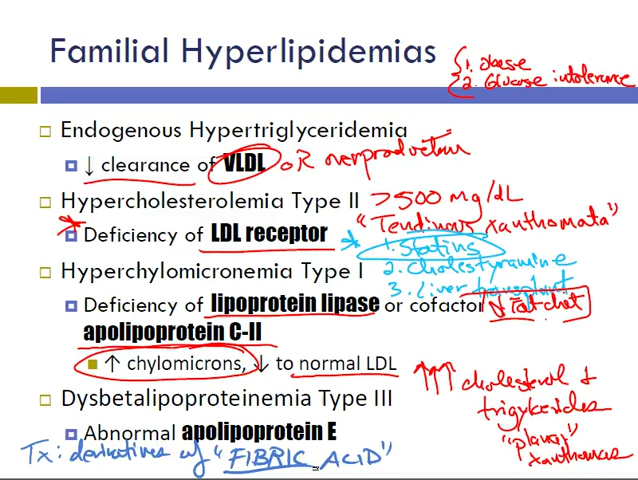 Familial Hyperlipidemias
{1. obese
{2. Glucose intolerance
Endogenous Hypertriglyceridemia
↓ clearance of VLDL OR overproduction
Hypercholesterolemia Type II >500 mg/dL
"Tendinous xanthomata"
* Deficiency of LDL receptor
* 1. Statins
Hyperchylomicronemia Type I
2. Cholestyramine
3. Liver transplant
Deficiency of lipoprotein lipase or cofactor
apolipoprotein C-II
↓ Fat diet
↑ chylomicrons, ↓ to normal LDL
↑↑↑ cholesterol &
triglycerides
Dysbetalipoproteinemia Type III
"planar"
xanthomas
Abnormal apolipoprotein E
Tx: derivatives w/ "FIBRIC ACID"